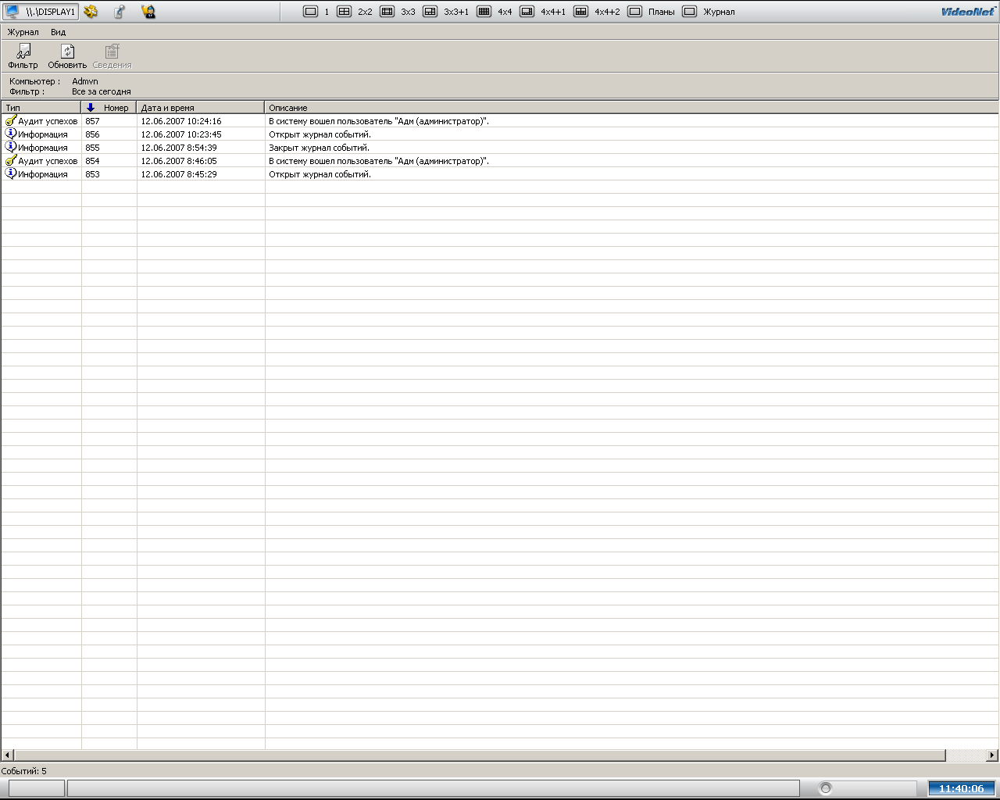 \\.\DISPLAY1 1 2x2 3x3 3x3+1 4x4 4x4+1 4x4+2 Планы Журнал VideoNet
Журнал Вид
Фильтр Обновить Сведения
Компьютер : Admvn
Фильтр : Все за сегодня
Тип Номер Дата и время Описание
Аудит успехов 857 12.06.2007 10:24:16 В систему вошел пользователь "Адм (администратор)".
Информация 856 12.06.2007 10:23:45 Открыт журнал событий.
Информация 855 12.06.2007 8:54:39 Закрыт журнал событий.
Аудит успехов 854 12.06.2007 8:46:05 В систему вошел пользователь "Адм (администратор)".
Информация 853 12.06.2007 8:45:29 Открыт журнал событий.
Событий: 5
11:40:06